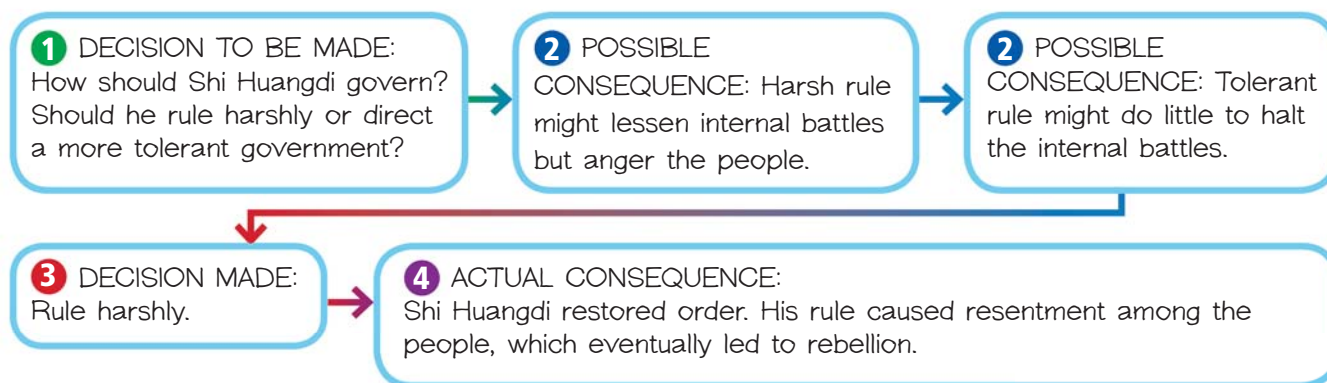 1 DECISION TO BE MADE:
How should Shi Huangdi govern?
Should he rule harshly or direct
a more tolerant government?
2 POSSIBLE
CONSEQUENCE: Harsh rule
might lessen internal battles
but anger the people.
2 POSSIBLE
CONSEQUENCE: Tolerant
rule might do little to halt
the internal battles.
3 DECISION MADE:
Rule harshly.
4 ACTUAL CONSEQUENCE:
Shi Huangdi restored order. His rule caused resentment among the
people, which eventually led to rebellion.